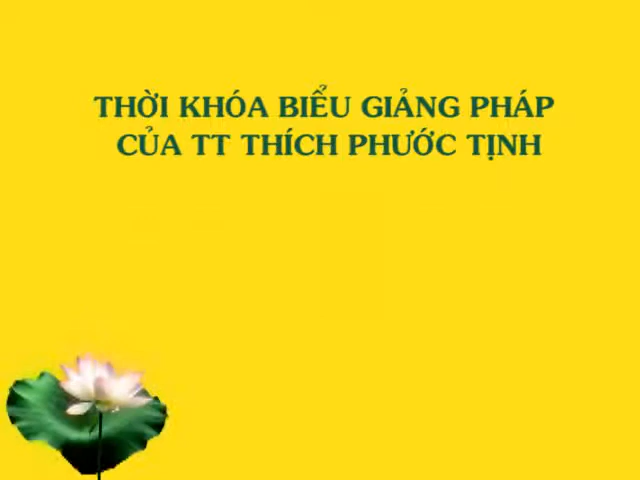 THỜI KHÓA BIỂU GIẢNG PHÁP
CỦA TT THÍCH PHƯỚC TỊNH